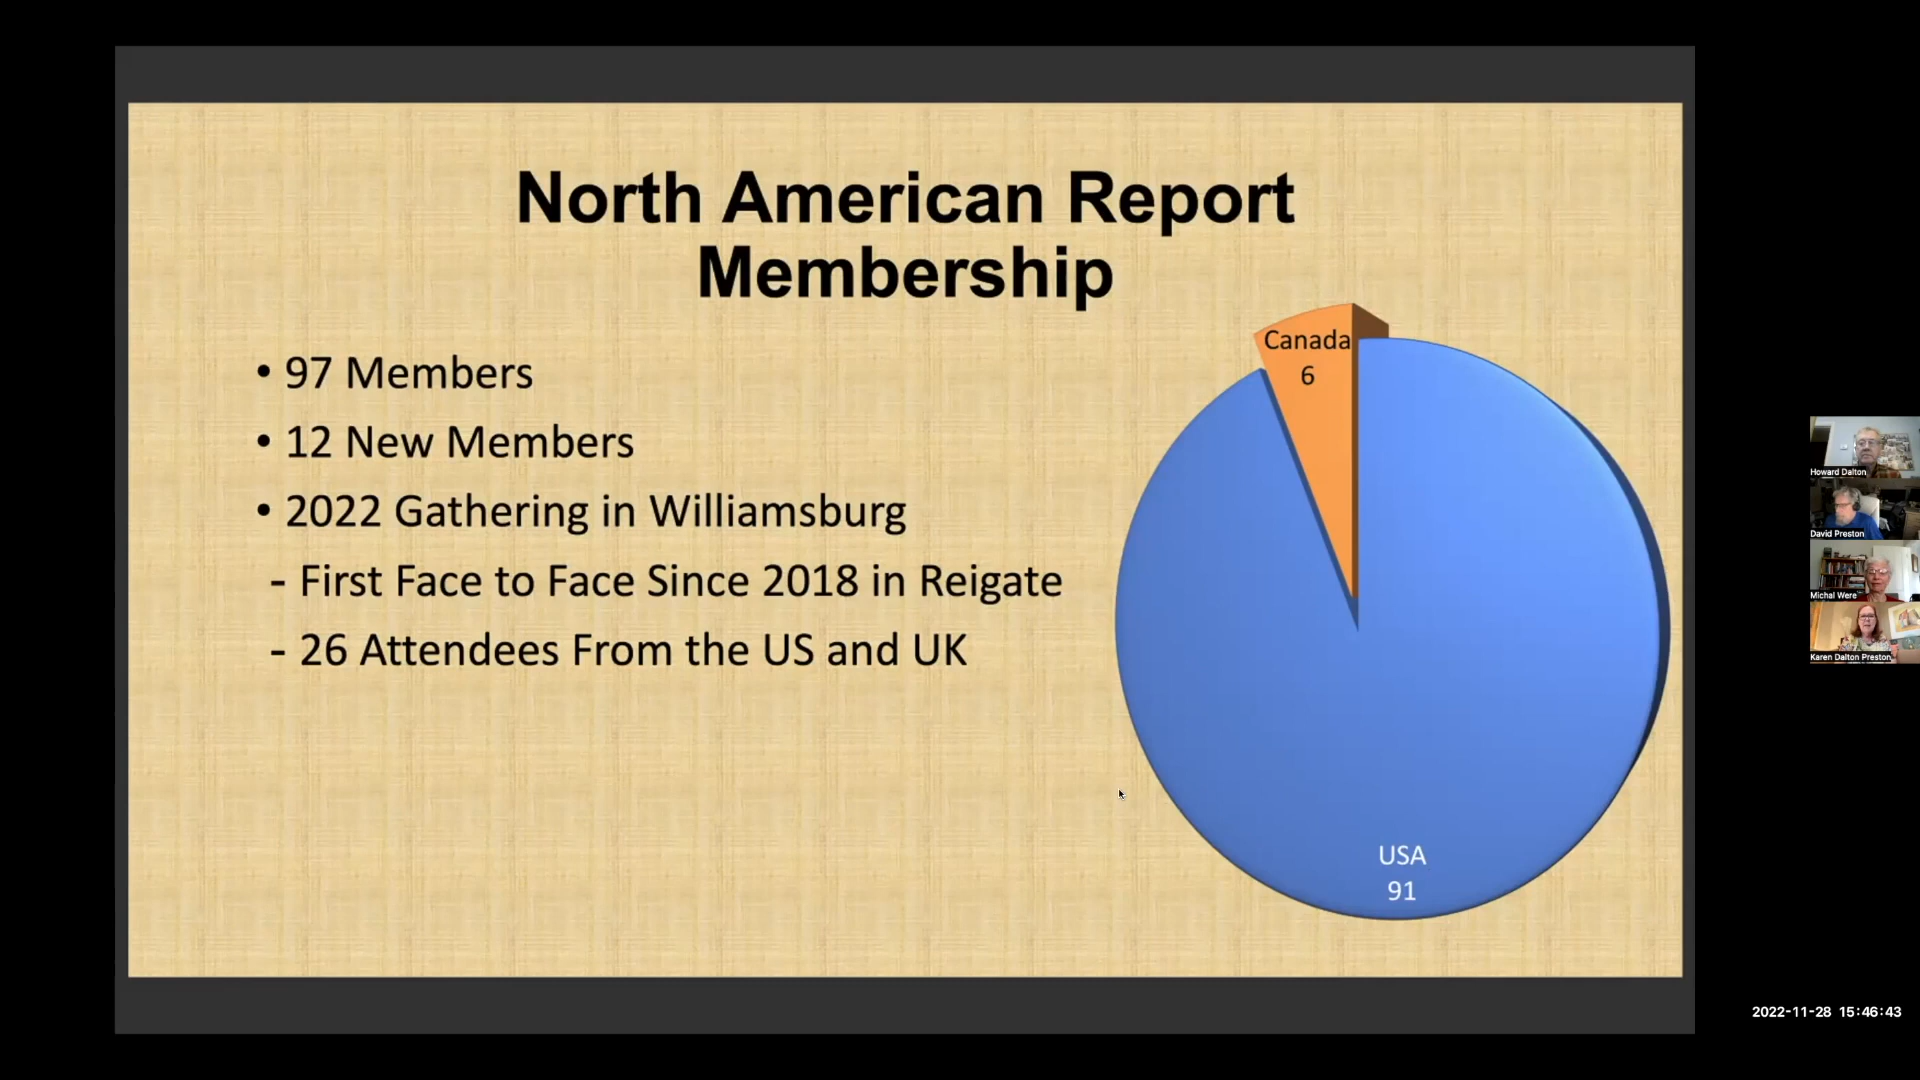 North American Report
Membership
• 97 Members
• 12 New Members
• 2022 Gathering in Williamsburg
- First Face to Face Since 2018 in Reigate
- 26 Attendees From the US and UK
Canada
6
USA
91
Howard Dalton
David Preston
Michal Were
Karen Dalton Preston
2022-11-28 15:46:43